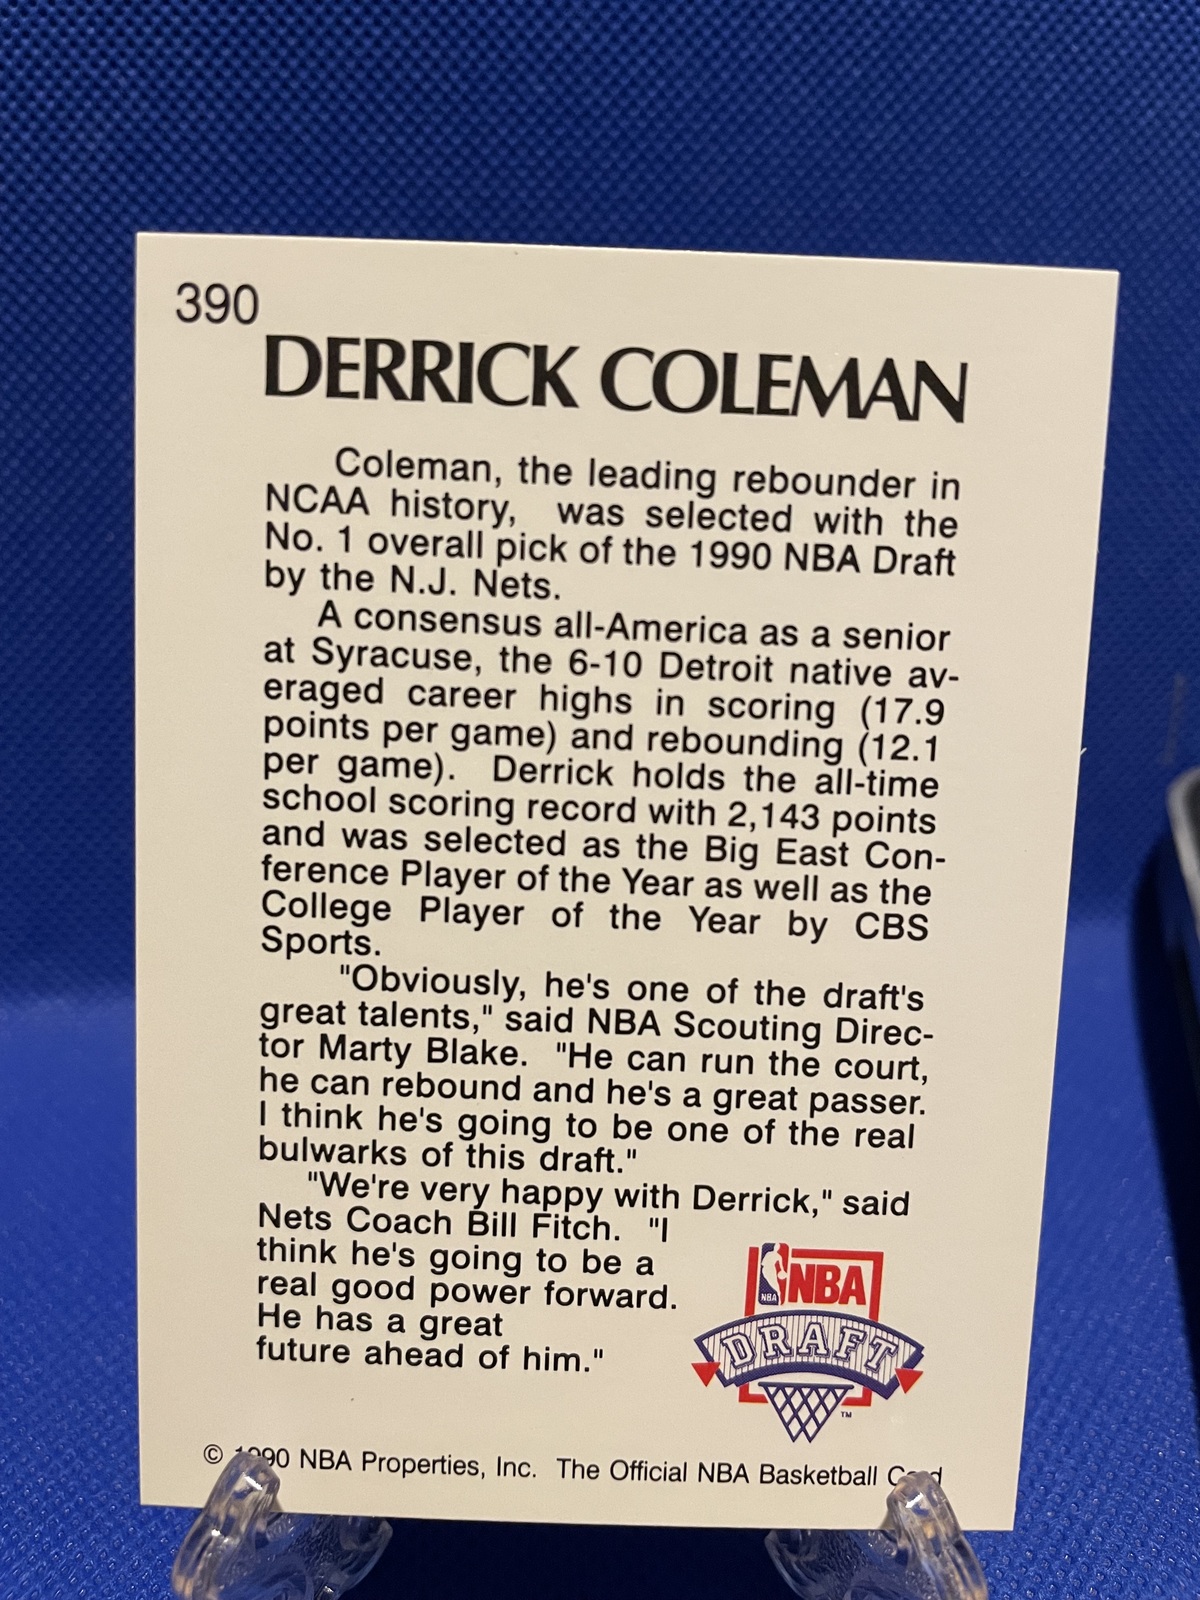 390
DERRICK COLEMAN
Coleman, the leading rebounder in
NCAA history, was selected with the
No. 1 overall pick of the 1990 NBA Draft
by the N.J. Nets.
A consensus all-America as a senior
at Syracuse, the 6-10 Detroit native av-
eraged career highs in scoring (17.9
points per game) and rebounding (12.1
per game). Derrick holds the all-time
school scoring record with 2,143 points
and was selected as the Big East Con-
ference Player of the Year as well as the
College Player of the Year by CBS
Sports.
"Obviously, he's one of the draft's
great talents," said NBA Scouting Direc-
tor Marty Blake. "He can run the court,
he can rebound and he's a great passer.
I think he's going to be one of the real
bulwarks of this draft."
"We're very happy with Derrick," said
Nets Coach Bill Fitch. "I
think he's going to be a
real good power forward.
He has a great
future ahead of him."
NBA
NBA
DRAFT
TM
© 1990 NBA Properties, Inc. The Official NBA Basketball Card